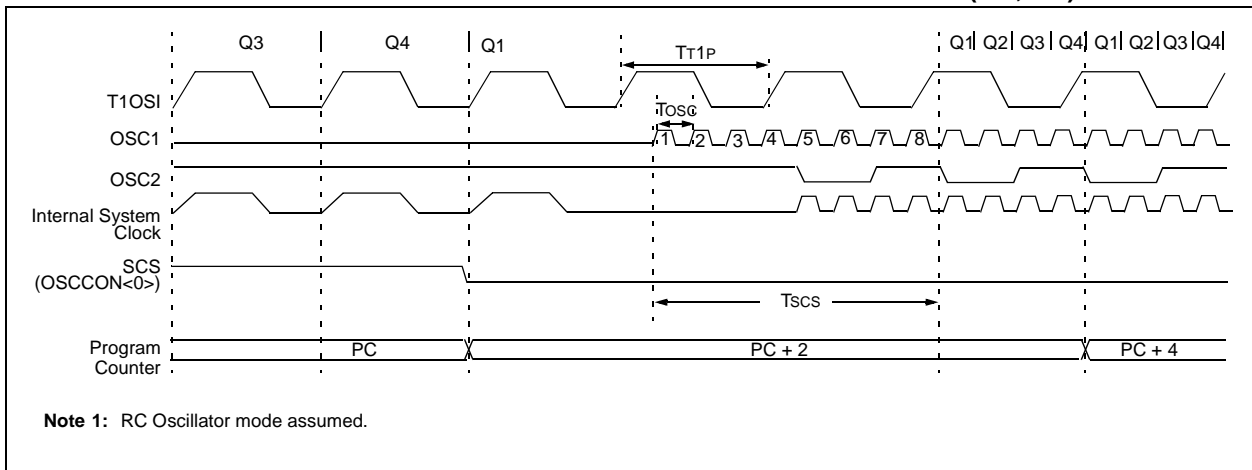 Q3 Q4 Q1 Q1 Q2 Q3 Q4 Q1 Q2 Q3 Q4
TT1P
T1OSI
TOSC
OSC1 1 2 3 4 5 6 7 8
OSC2
Internal System
Clock
SCS
(OSCCON<0>)
TSCS
Program
Counter
PC PC + 2 PC + 4
Note 1: RC Oscillator mode assumed.